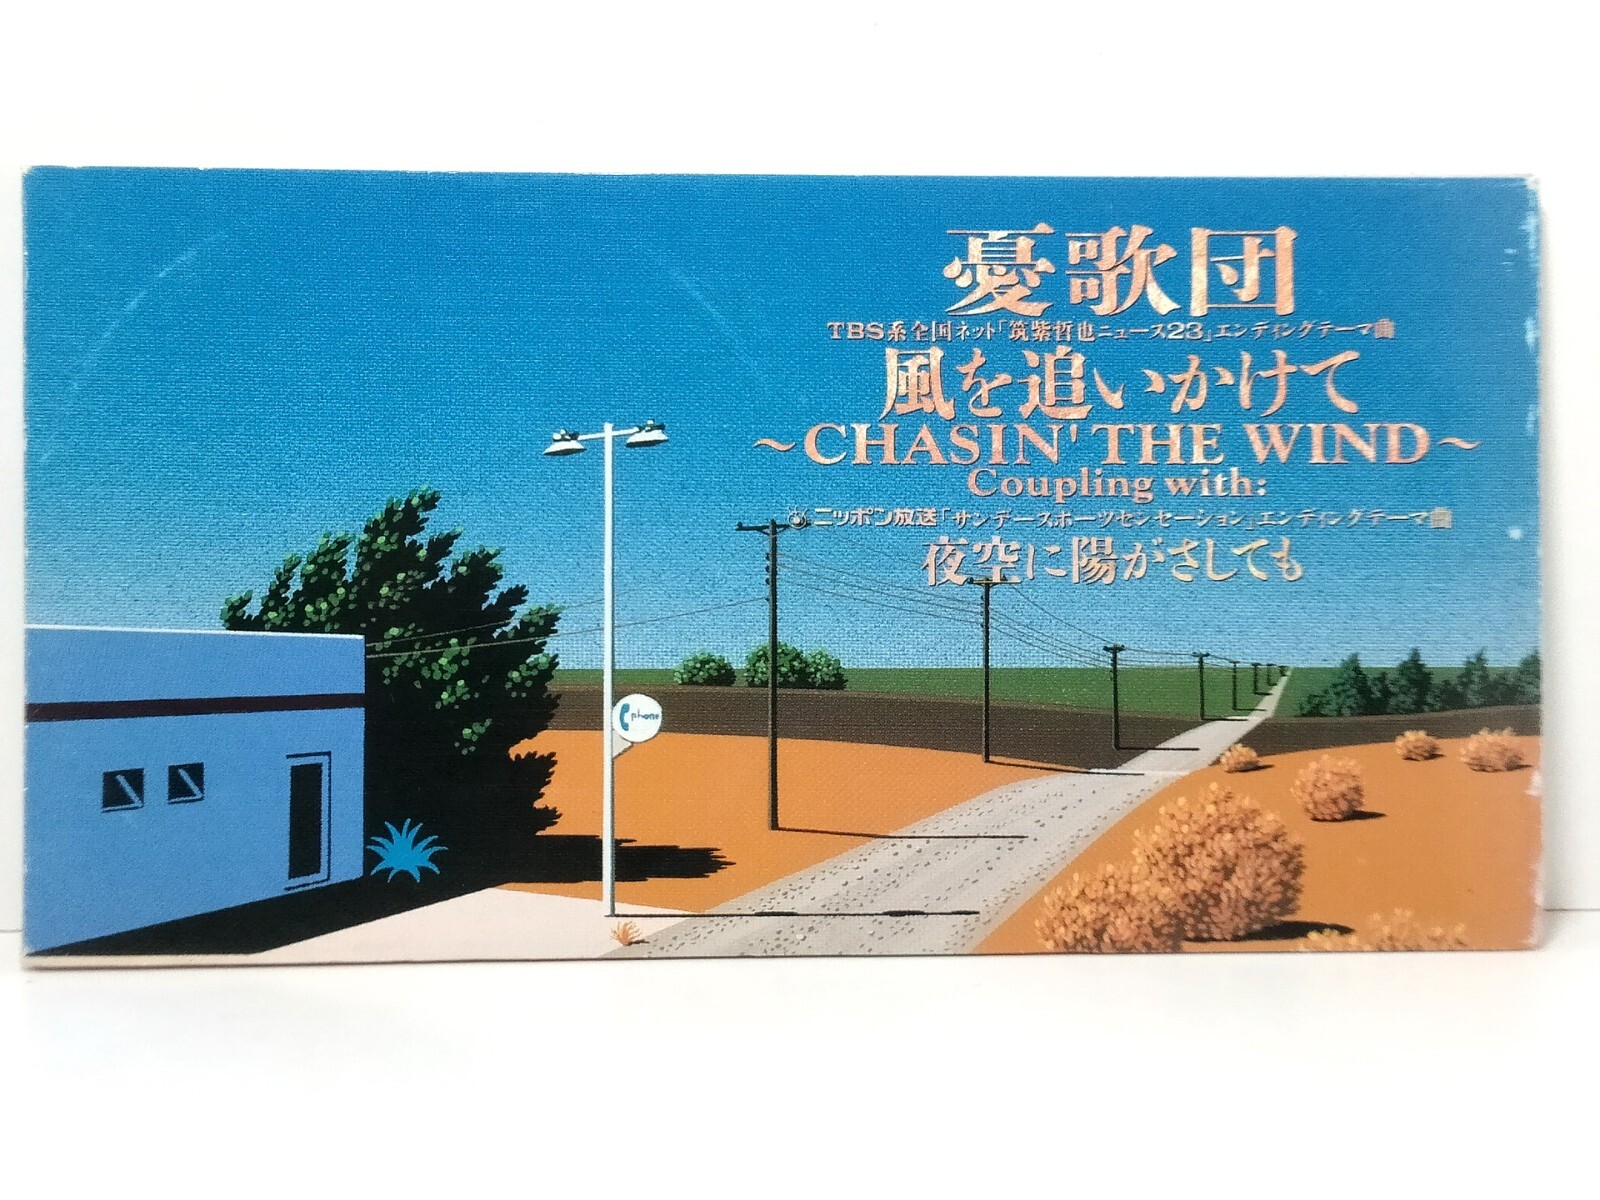 憂歌団
TBS系全国ネット「筑紫哲也ニュース23」エンディングテーマ曲
風を追いかけて
～CHASIN' THE WIND～
Coupling with:
ニッポン放送「サンデースポーツセンセーション」エンディングテーマ曲
夜空に陽がさしても
phone